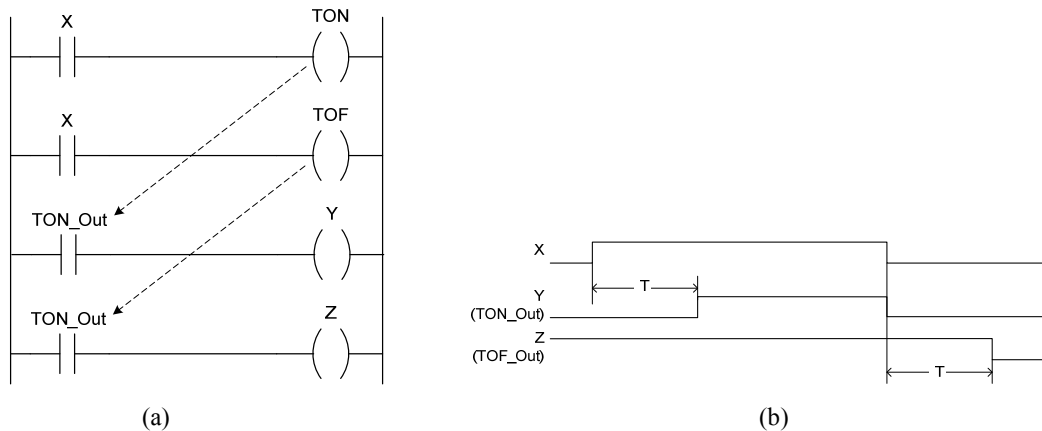 X
TON
X
TOF
TON_Out
Y
TON_Out
Z
(a)
X
T
Y
(TON_Out)
Z
(TOF_Out)
T
(b)